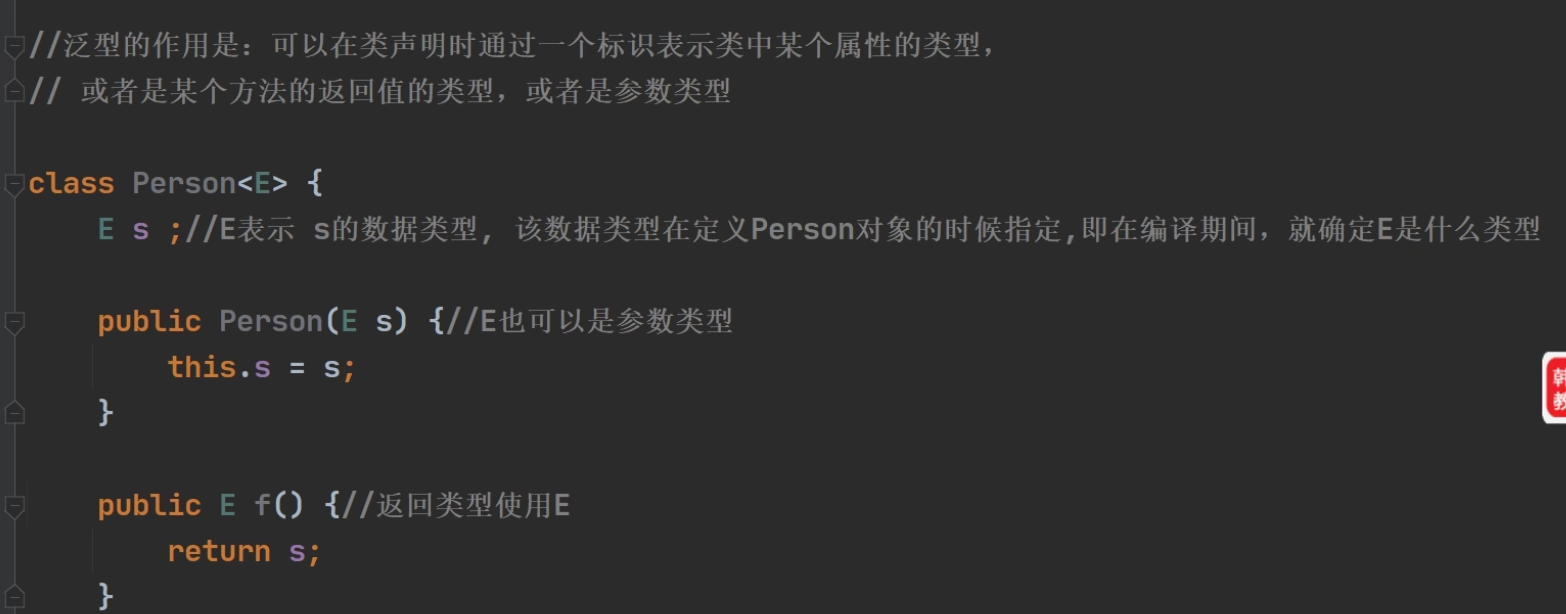 //泛型的作用是：可以在类声明时通过一个标识表示类中某个属性的类型，
// 或者是某个方法的返回值的类型，或者是参数类型
class Person<E> {
E s ;//E表示 s的数据类型, 该数据类型在定义Person对象的时候指定,即在编译期间，就确定E是什么类型
public Person(E s) {//E也可以是参数类型
this.s = s;
}
public E f() {//返回类型使用E
return s;
}